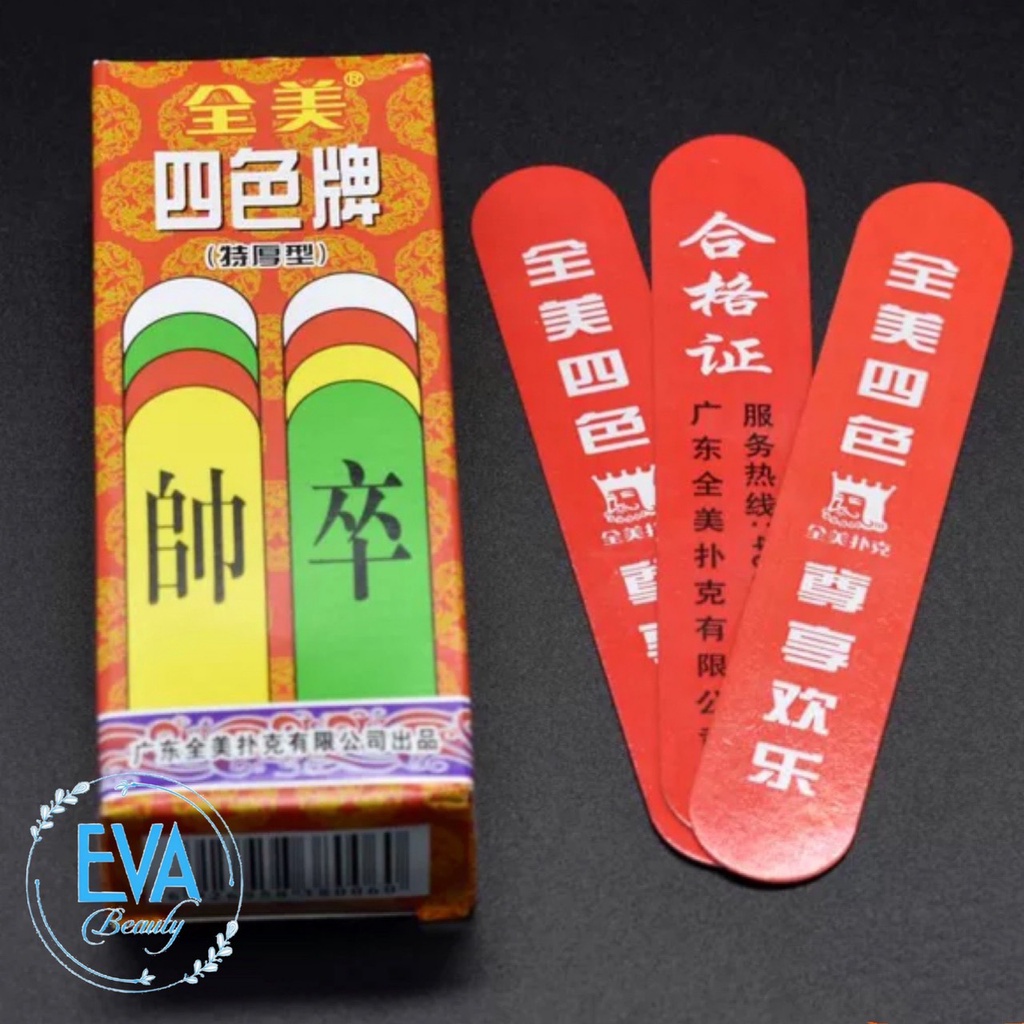 全美®
四色牌
(特厚型)
帥
卒
广东全美扑克有限公司出品
EVA
Beauty
全美四色
全美扑
尊享
合格证
服务热线:
广东全美扑克有限公
全美四色
全美扑克
尊享欢乐